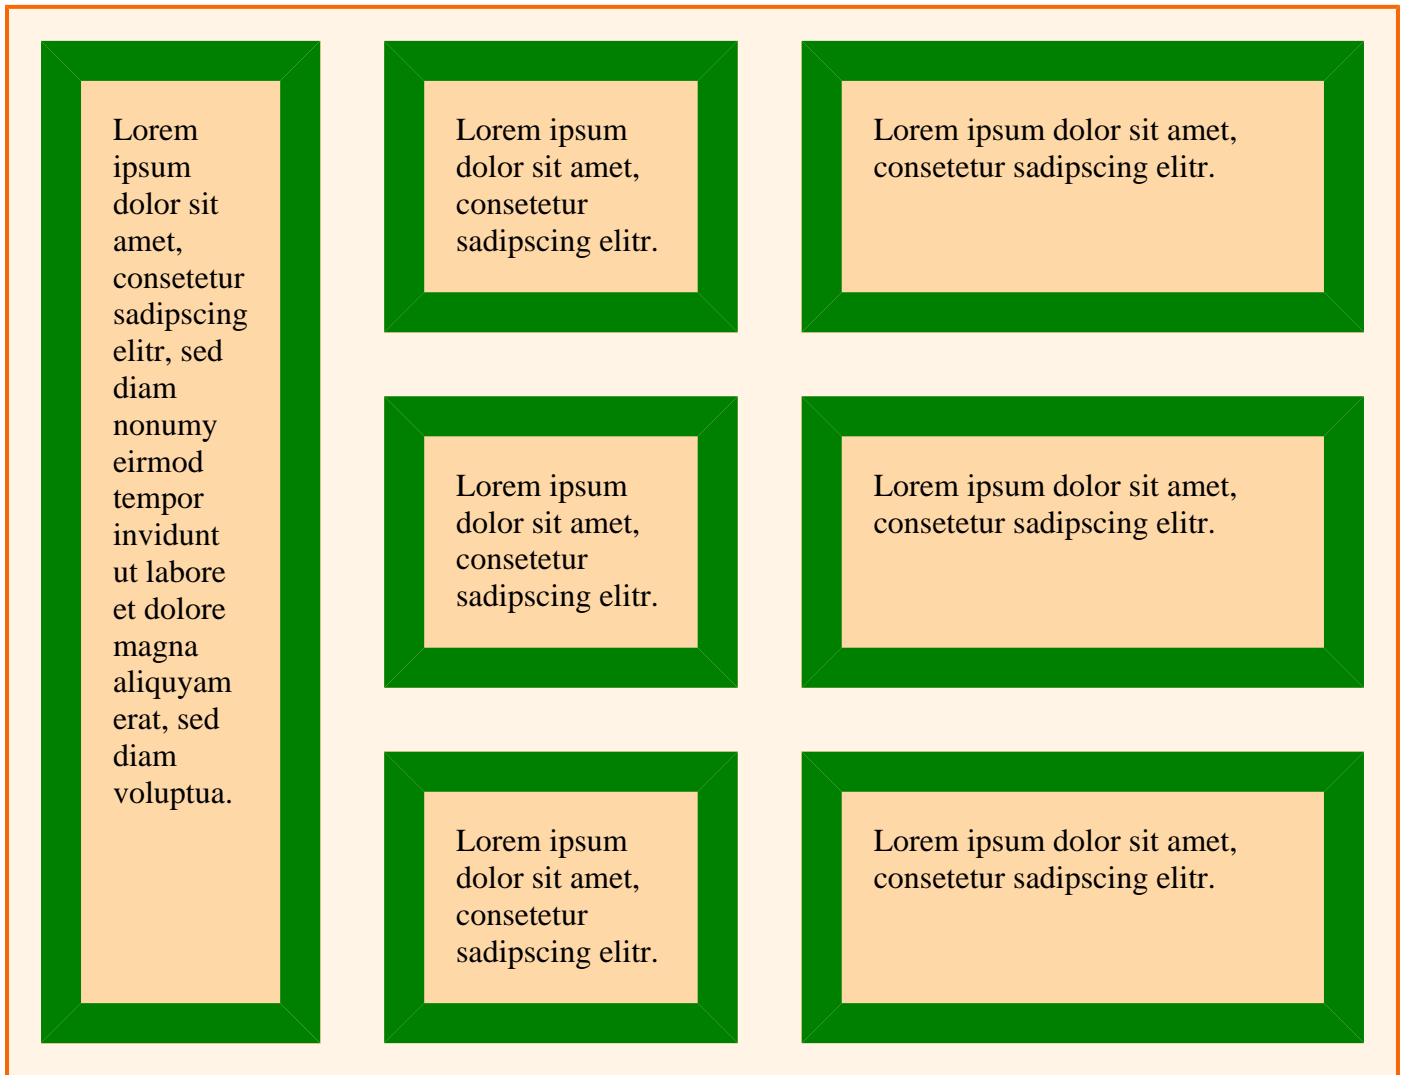 Lorem
ipsum
dolor sit
amet,
consetetur
sadipscing
elitr, sed
diam
nonumy
eirmod
tempor
invidunt
ut labore
et dolore
magna
aliquyam
erat, sed
diam
voluptua.
Lorem ipsum
dolor sit amet,
consetetur
sadipscing elitr.
Lorem ipsum dolor sit amet,
consetetur sadipscing elitr.
Lorem ipsum
dolor sit amet,
consetetur
sadipscing elitr.
Lorem ipsum dolor sit amet,
consetetur sadipscing elitr.
Lorem ipsum
dolor sit amet,
consetetur
sadipscing elitr.
Lorem ipsum dolor sit amet,
consetetur sadipscing elitr.